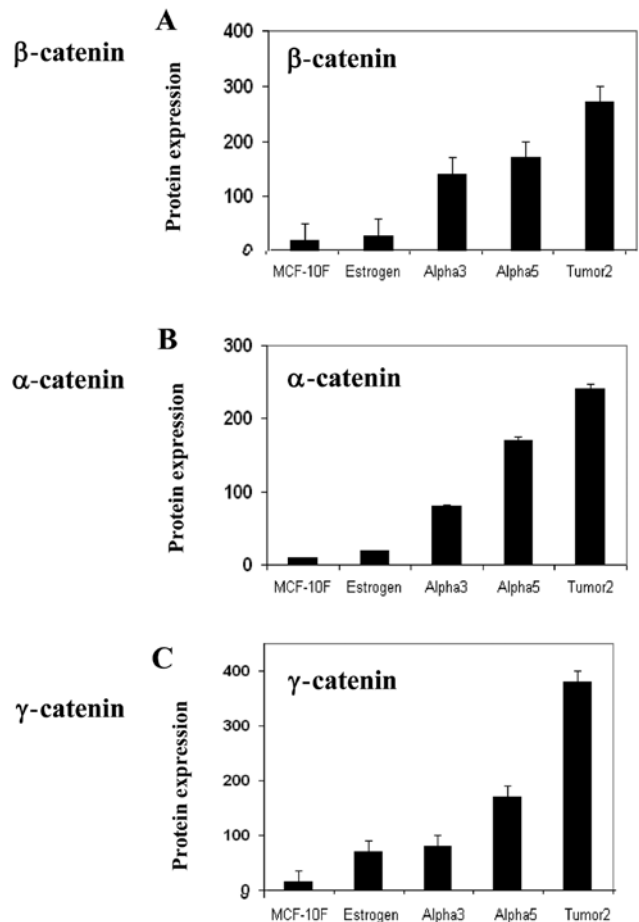 A
β-catenin
β-catenin
Protein expression
400
300
200
100
0
MCF-10F Estrogen Alpha3 Alpha5 Tumor2
B
α-catenin
α-catenin
Protein expression
300
200
100
0
MCF-10F Estrogen Alpha3 Alpha5 Tumor2
C
γ-catenin
γ-catenin
Protein expression
400
300
200
100
0
MCF-10F Estrogen Alpha3 Alpha5 Tumor2